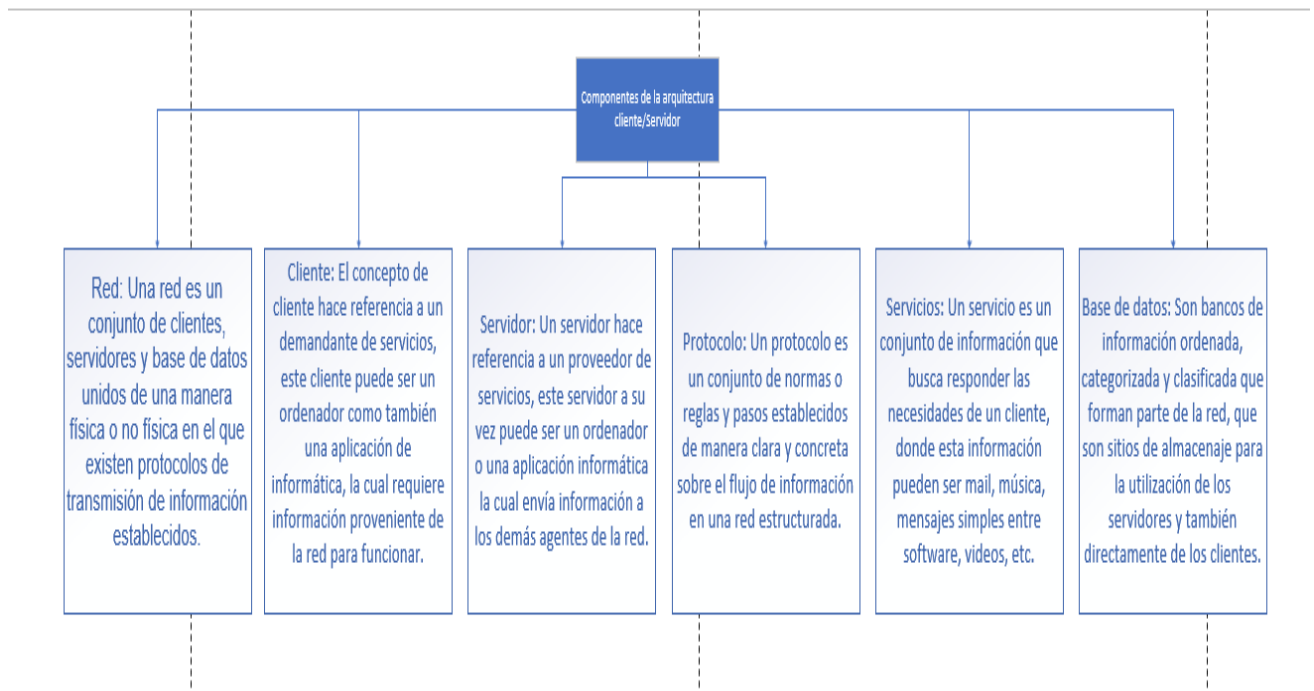 Componentes de la arquitectura
cliente/Servidor
Red: Una red es un
conjunto de clientes,
servidores y base de datos
unidos de una manera
física o no física en el que
existen protocolos de
transmisión de información
establecidos.
Cliente: El concepto de
cliente hace referencia a un
demandante de servicios,
este cliente puede ser un
ordenador como también
una aplicación de
informática, la cual requiere
información proveniente de
la red para funcionar.
Servidor: Un servidor hace
referencia a un proveedor de
servicios, este servidor a su
vez puede ser un ordenador
o una aplicación informática
la cual envía información a
los demás agentes de la red.
Protocolo: Un protocolo es
un conjunto de normas o
reglas y pasos establecidos
de manera clara y concreta
sobre el flujo de información
en una red estructurada.
Servicios: Un servicio es un
conjunto de información que
busca responder las
necesidades de un cliente,
donde esta información
pueden ser mail, música,
mensajes simples entre
software, videos, etc.
Base de datos: Son bancos de
información ordenada,
categorizada y clasificada que
forman parte de la red, que
son sitios de almacenaje para
la utilización de los
servidores y también
directamente de los clientes.